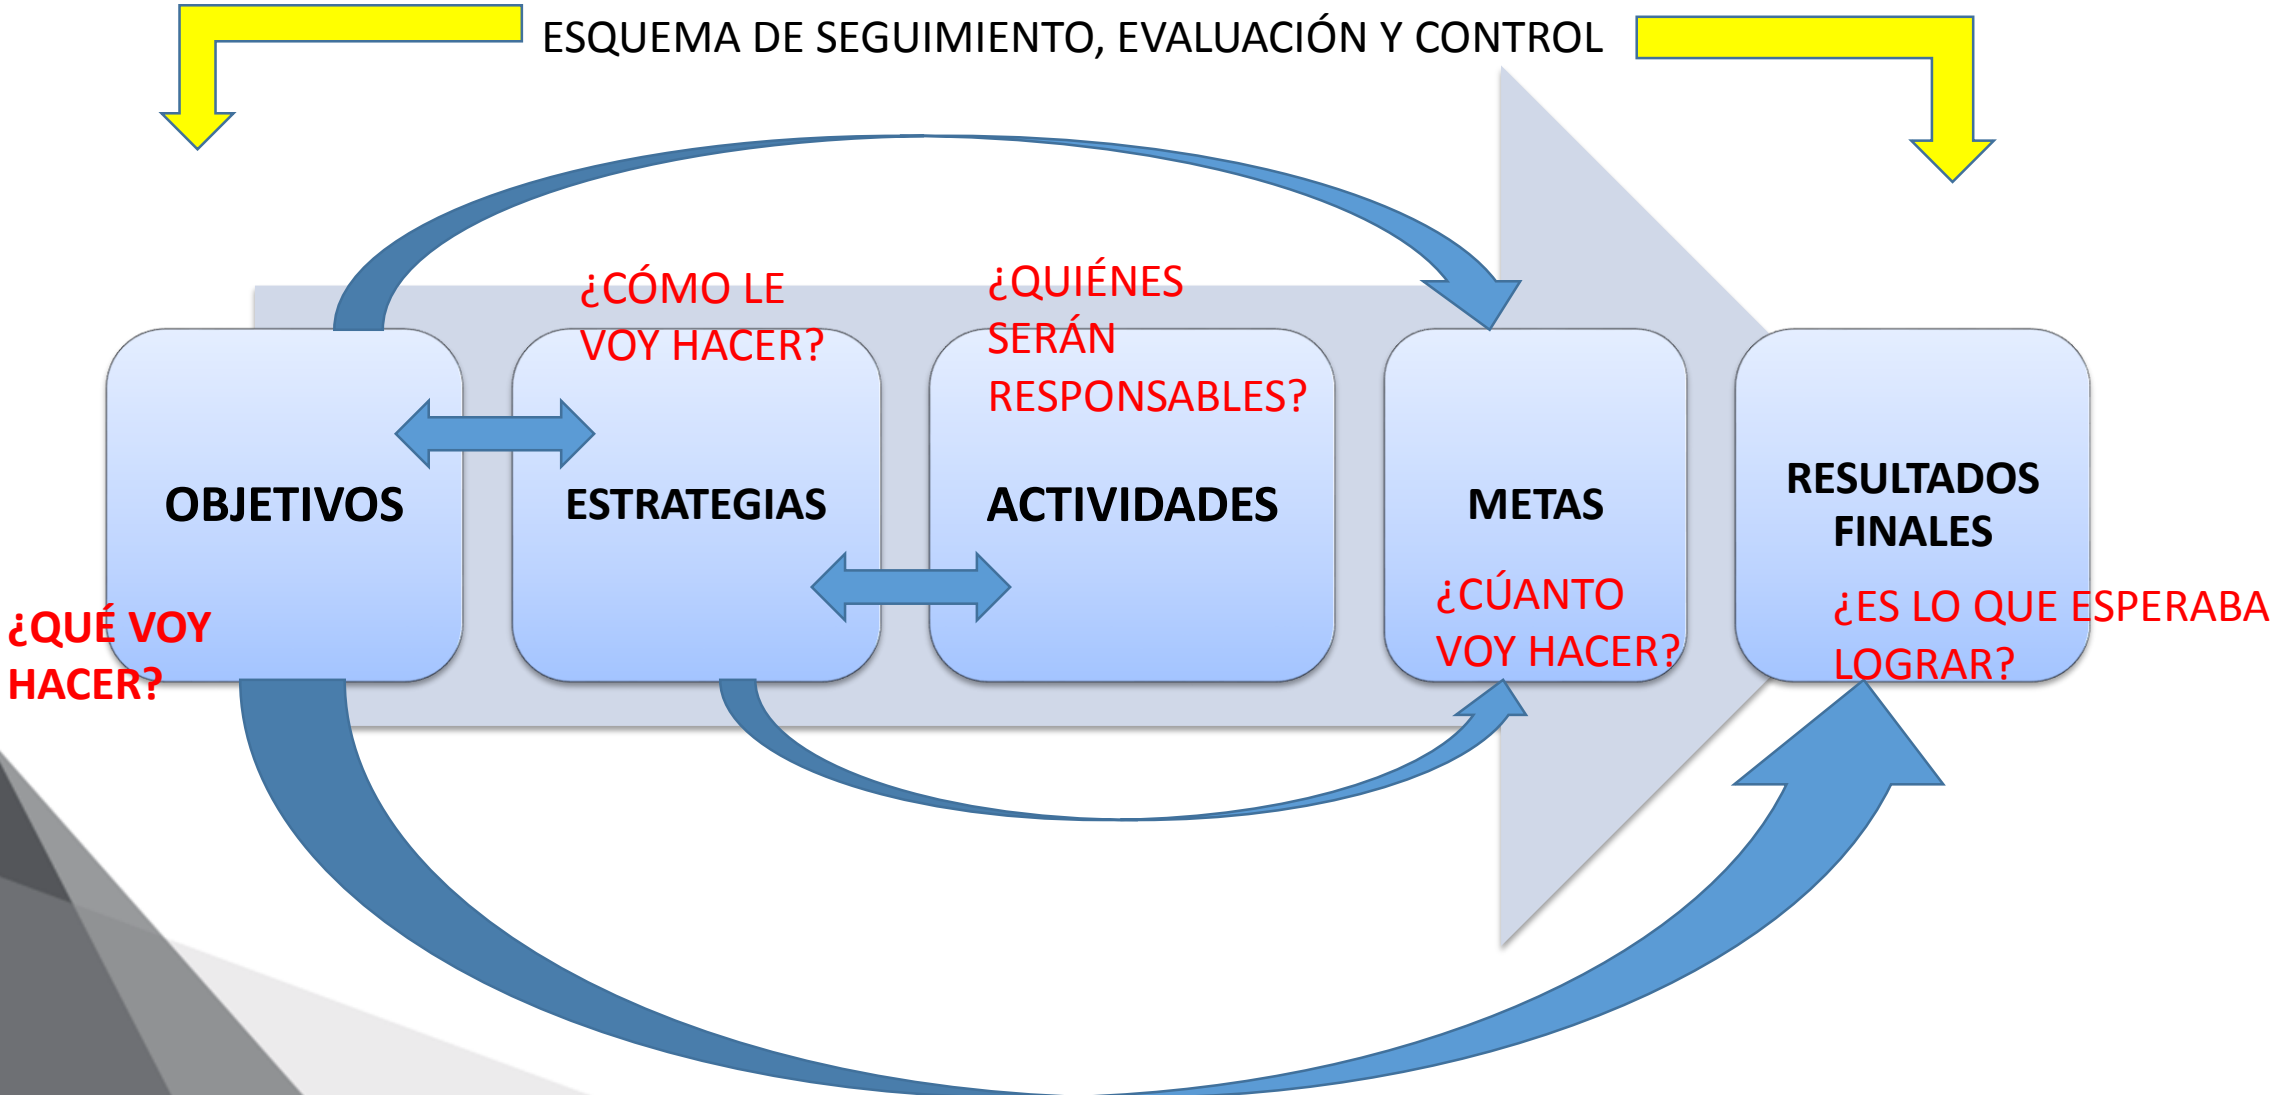 ESQUEMA DE SEGUIMIENTO, EVALUACIÓN Y CONTROL
¿CÓMO LE
VOY HACER?
¿QUIÉNES
SERÁN
RESPONSABLES?
OBJETIVOS
ESTRATEGIAS
ACTIVIDADES
METAS
RESULTADOS
FINALES
¿QUÉ VOY
HACER?
¿CÚANTO
VOY HACER?
¿ES LO QUE ESPERABA
LOGRAR?